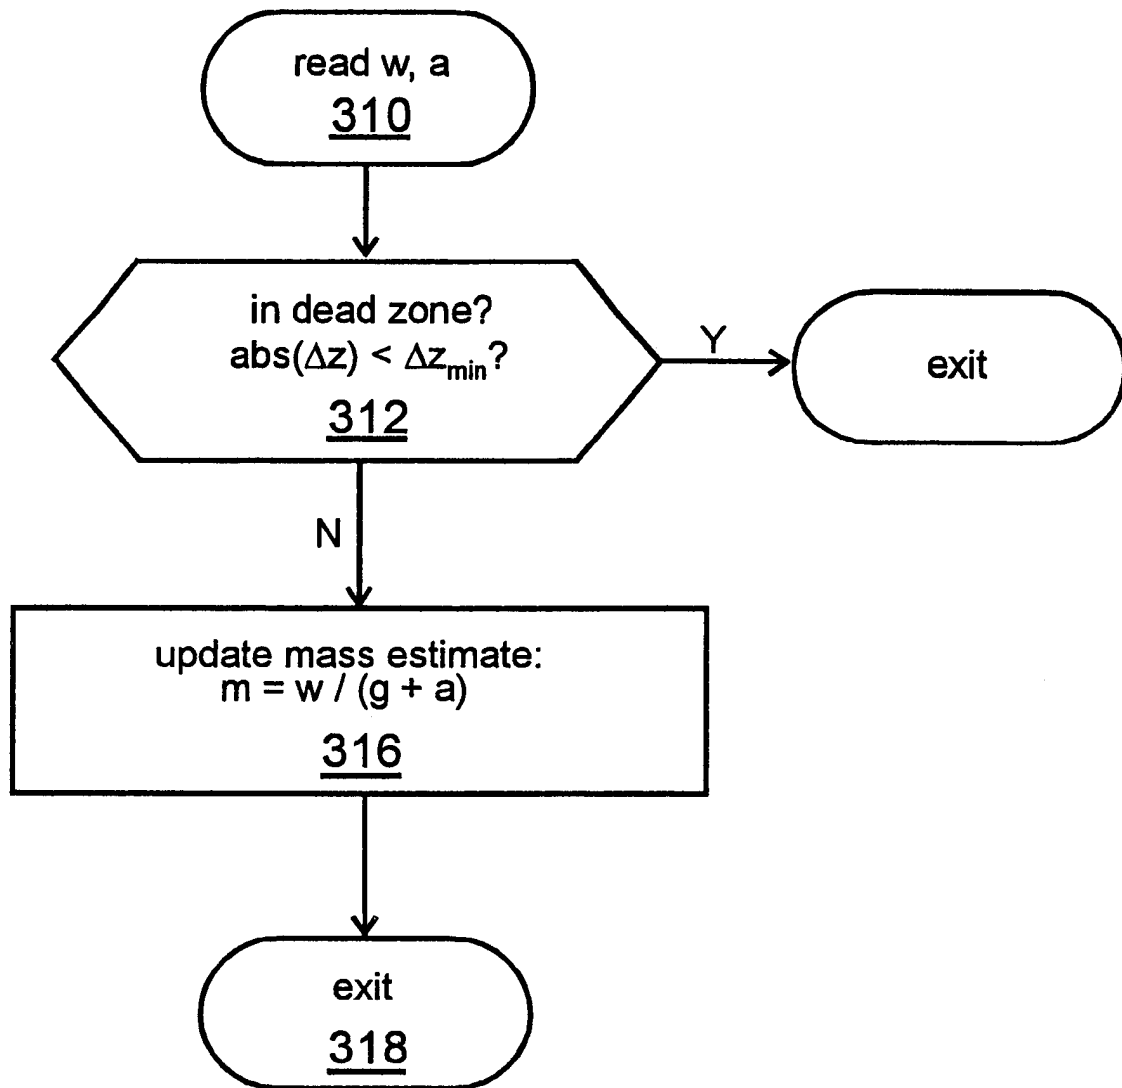 read w, a
310
in dead zone?
abs(Δz) < Δzmin?
312
Y
exit
N
update mass estimate:
m = w / (g + a)
316
exit
318